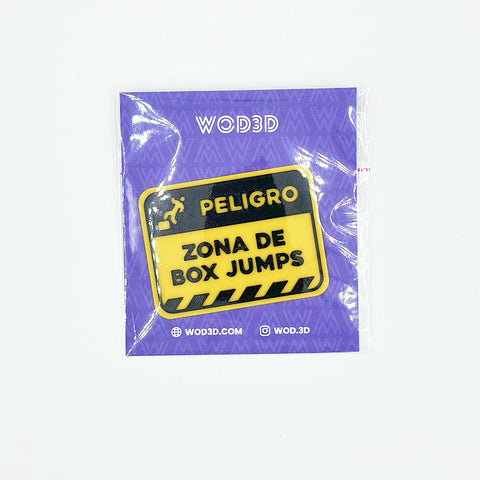 WOD3D
PELIGRO
ZONA DE
BOX JUMPS
WOD3D.COM WOD.3D